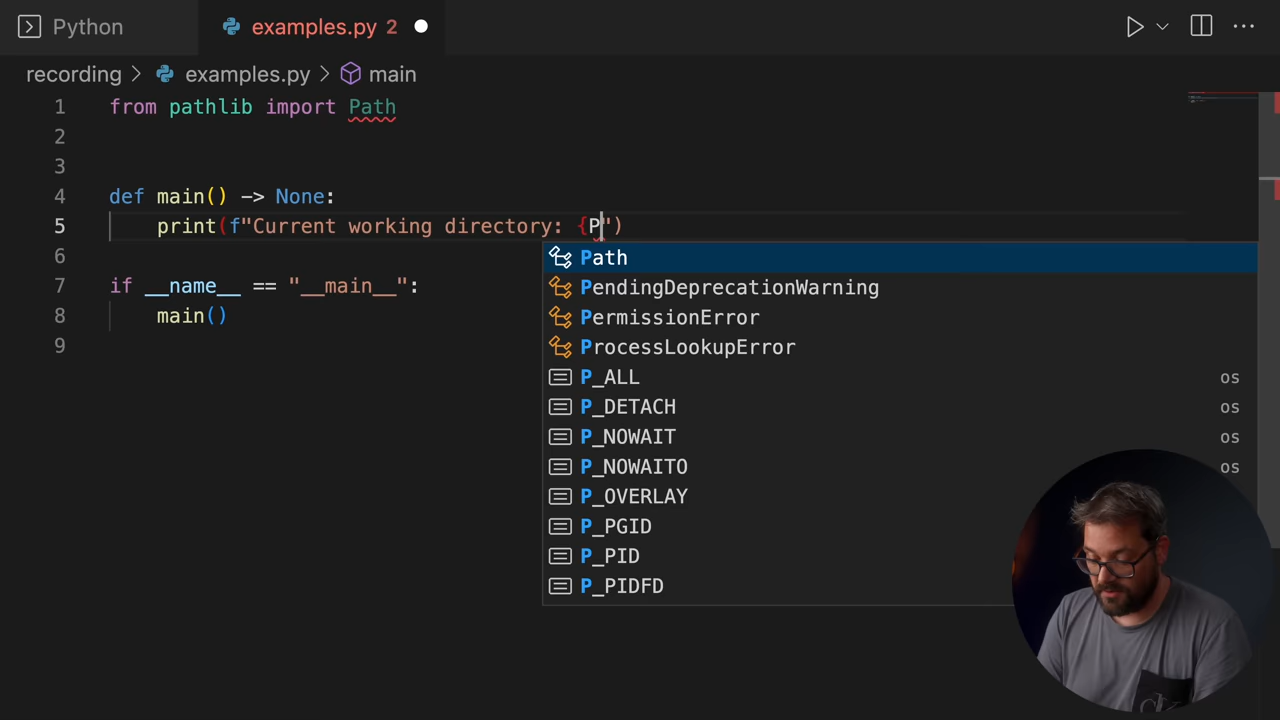 Python
examples.py 2
recording > examples.py > main
1 from pathlib import Path
2
3
4 def main() -> None:
5     print(f"Current working directory: {P")
6
7 if __name__ == "__main__":
8     main()
9
Path
PendingDeprecationWarning
PermissionError
ProcessLookupError
P_ALL os
P_DETACH os
P_NOWAIT os
P_NOWAITO os
P_OVERLAY
P_PGID
P_PID
P_PIDFD